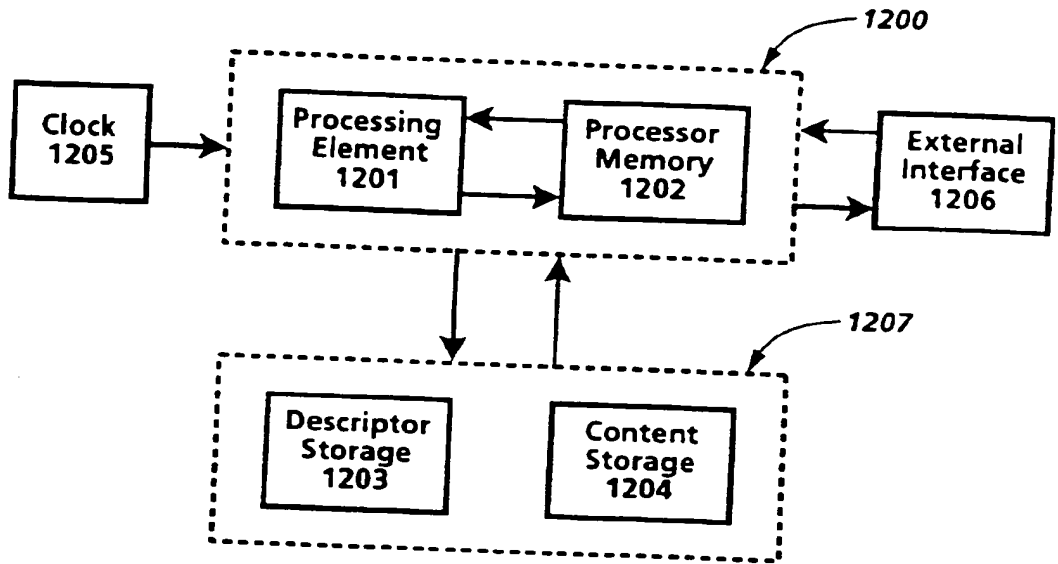 1200
Clock
1205
Processing
Element
1201
Processor
Memory
1202
External
Interface
1206
1207
Descriptor
Storage
1203
Content
Storage
1204